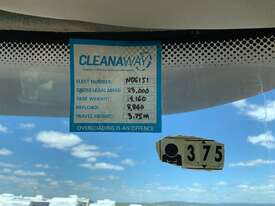 CLEANAWAY
FLEET NUMBER: NO6151
GROSS LEGAL MASS: 23,000
TARE WEIGHT: 14,160
PAYLOAD: 8,840
TRAVEL HEIGHT: 3.75M
OVERLOADING IS AN OFFENCE
375